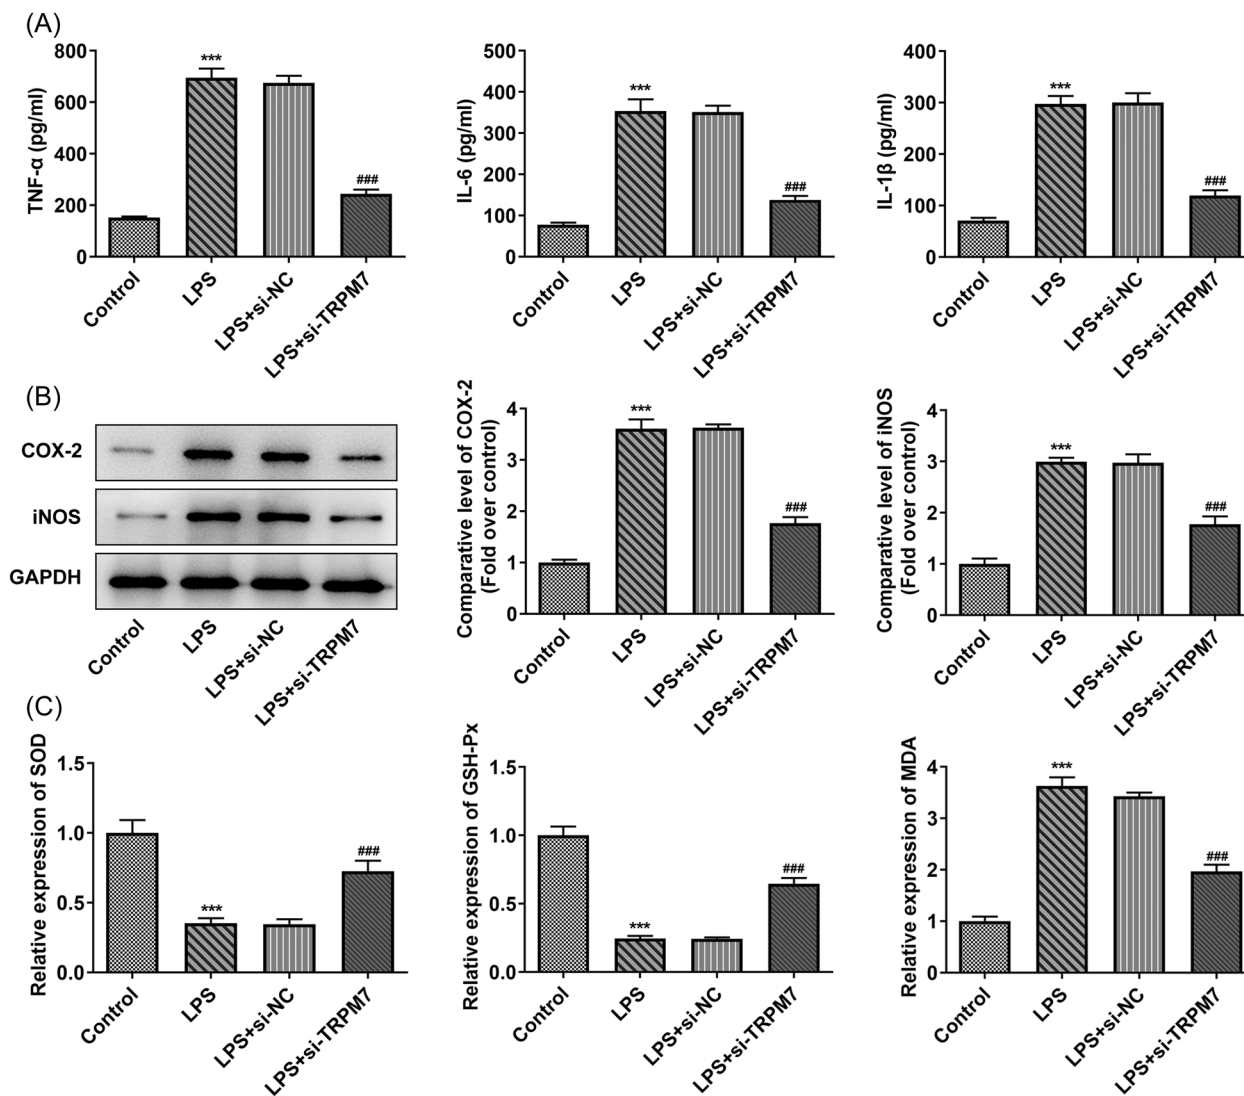 (A)
TNF-α (pg/ml)
800
600
400
200
0
***
###
Control
LPS
LPS+si-NC
LPS+si-TRPM7
IL-6 (pg/ml)
500
400
300
200
100
0
***
###
Control
LPS
LPS+si-NC
LPS+si-TRPM7
IL-1β (pg/ml)
400
300
200
100
0
***
###
Control
LPS
LPS+si-NC
LPS+si-TRPM7
(B)
COX-2
iNOS
GAPDH
Control
LPS
LPS+si-NC
LPS+si-TRPM7
Comparative level of COX-2
(Fold over control)
4
3
2
1
0
***
###
Control
LPS
LPS+si-NC
LPS+si-TRPM7
Comparative level of iNOS
(Fold over control)
4
3
2
1
0
***
###
Control
LPS
LPS+si-NC
LPS+si-TRPM7
(C)
Relative expression of SOD
1.5
1.0
0.5
0.0
***
###
Control
LPS
LPS+si-NC
LPS+si-TRPM7
Relative expression of GSH-Px
1.5
1.0
0.5
0.0
***
###
Control
LPS
LPS+si-NC
LPS+si-TRPM7
Relative expression of MDA
4
3
2
1
0
***
###
Control
LPS
LPS+si-NC
LPS+si-TRPM7